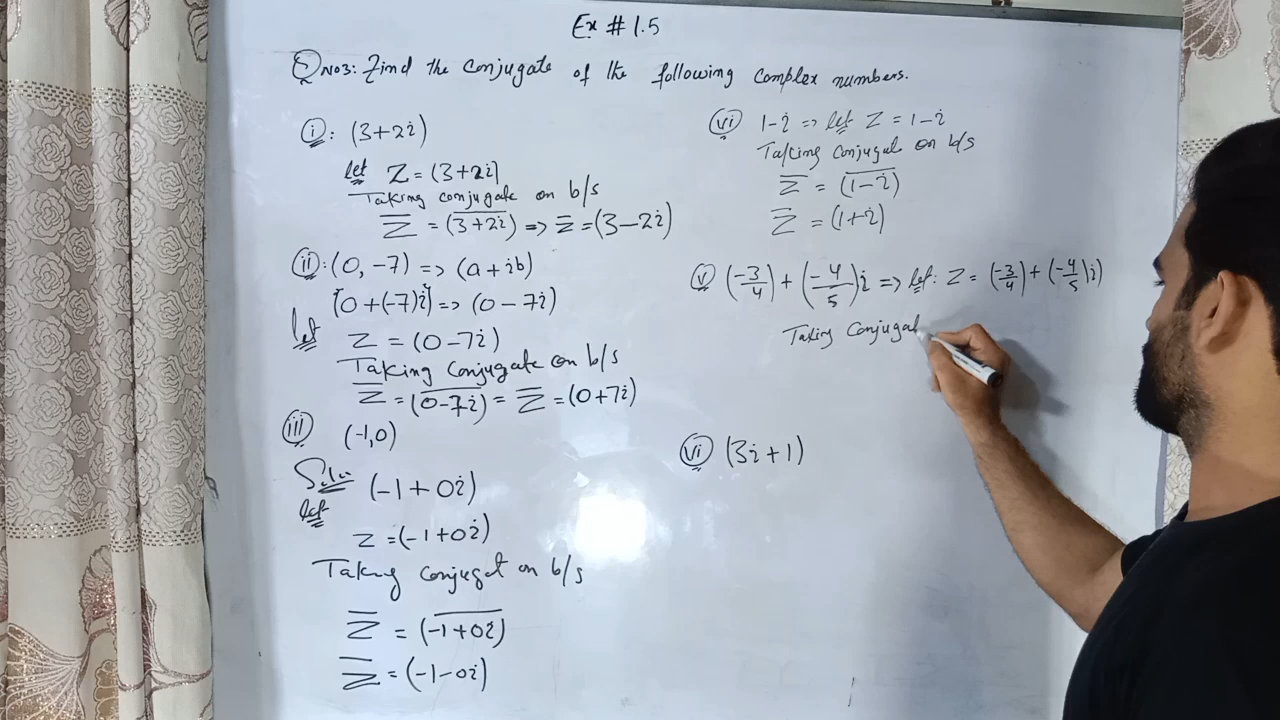 Ex # 1.5
Q No3: Find the conjugate of the following complex numbers.
(i): (3+2i)
let Z = (3+2i)
Taking conjugate on b/s
Z̅ = (3+2i)̅ => z̅ = (3-2i)
(ii): (0, -7) => (a+ib)
{0+(-7)i} => (0-7i)
let
Z = (0-7i)
Taking Conjugate on b/s
Z̅ = (0-7i)̅ = Z̅ = (0+7i)
(iii) (-1,0)
(-1+0i)
let
z = (-1+0i)
Taking conjugat on b/s
Z̅ = (-1+0i)̅
Z̅ = (-1-0i)
(vi) 1-i => let Z = 1-i
Taking Conjugate on b/s
Z̅ = (1-i)̅
Z̅ = (1+i)
(v) (-3/4) + (-4/5)i => let: Z = (-3/4) + (-4/5)i)
Taking Conjugat
(vi) (3i+1)